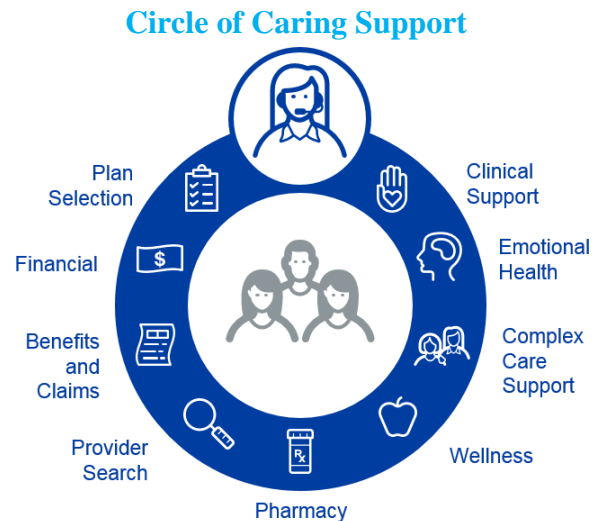 Circle of Caring Support
Plan
Selection
Clinical
Support
Financial
$
Emotional
Health
Benefits
and
Claims
Complex
Care
Support
Provider
Search
Rx
Wellness
Pharmacy